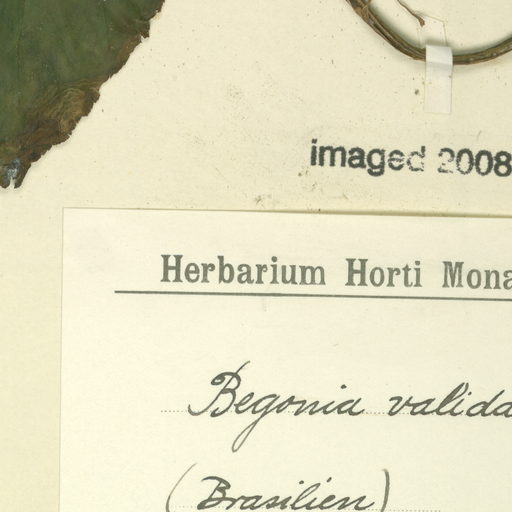 imaged 2008
Herbarium Horti Mona
Begonia valida
(Brasilien)